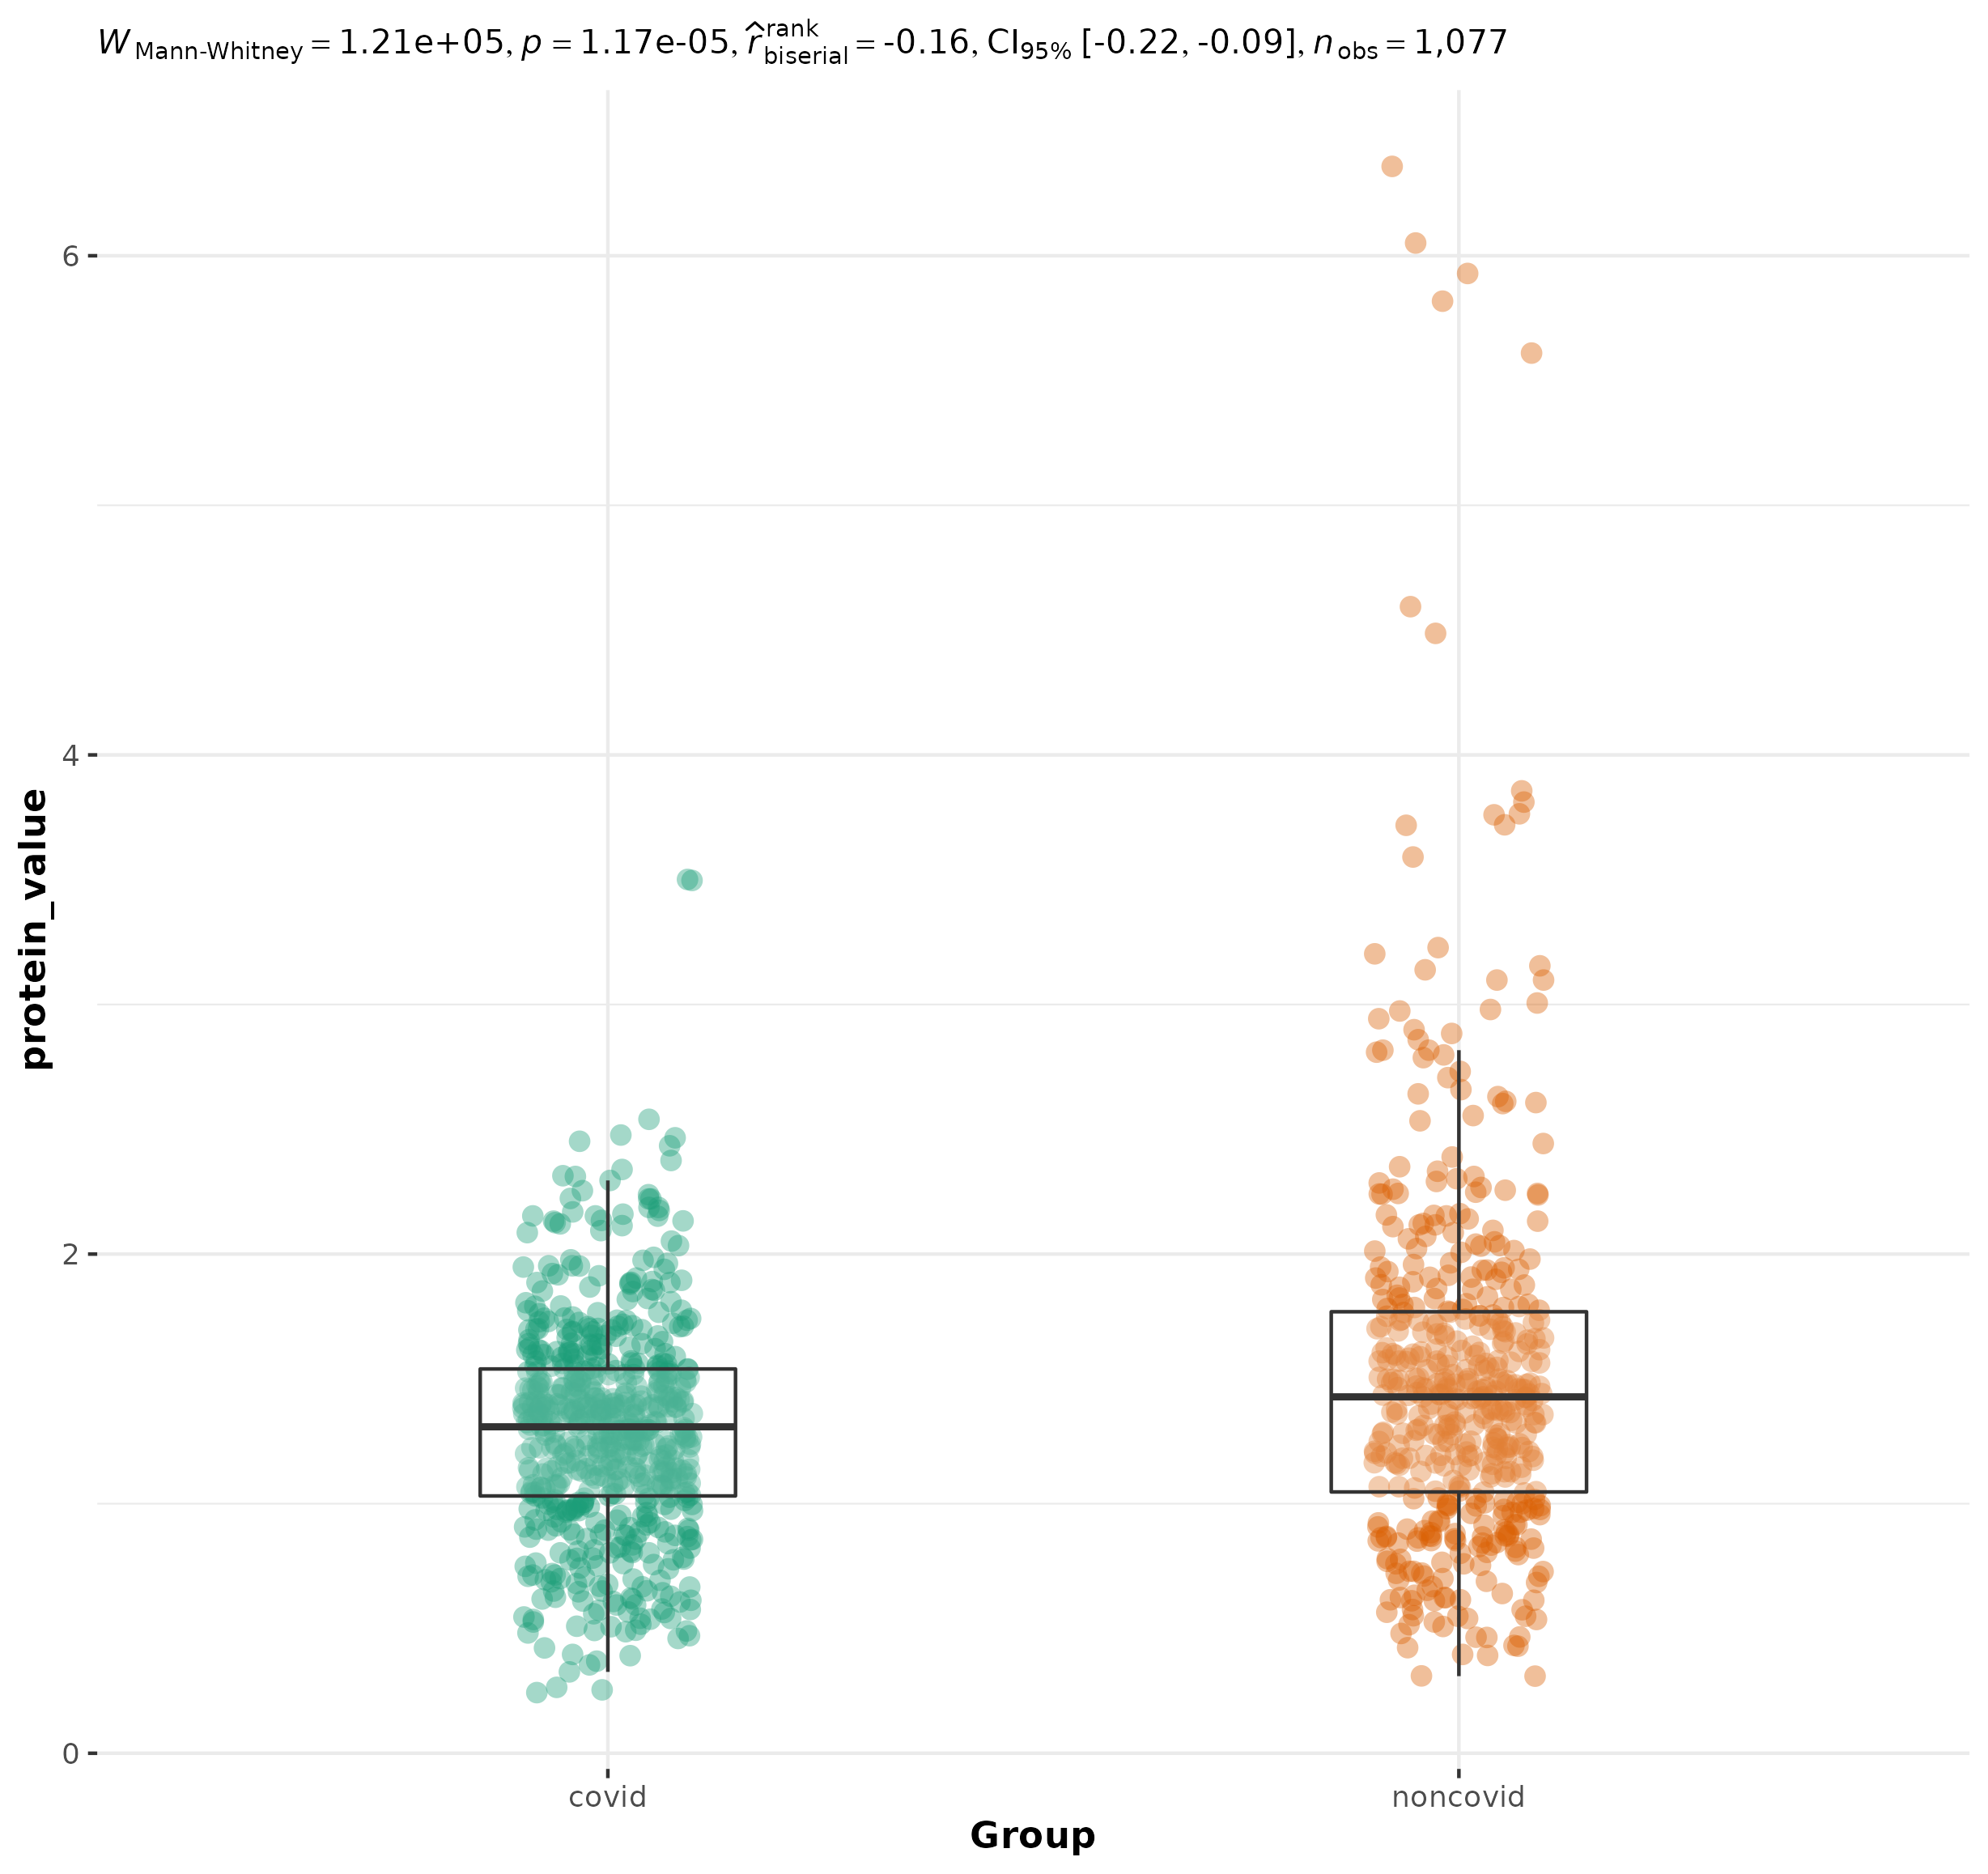 W Mann-Whitney = 1.21e+05, p = 1.17e-05, r̂ rank biserial = -0.16, CI95% [-0.22, -0.09], n obs = 1,077
6
4
2
0
protein_value
covid noncovid
Group